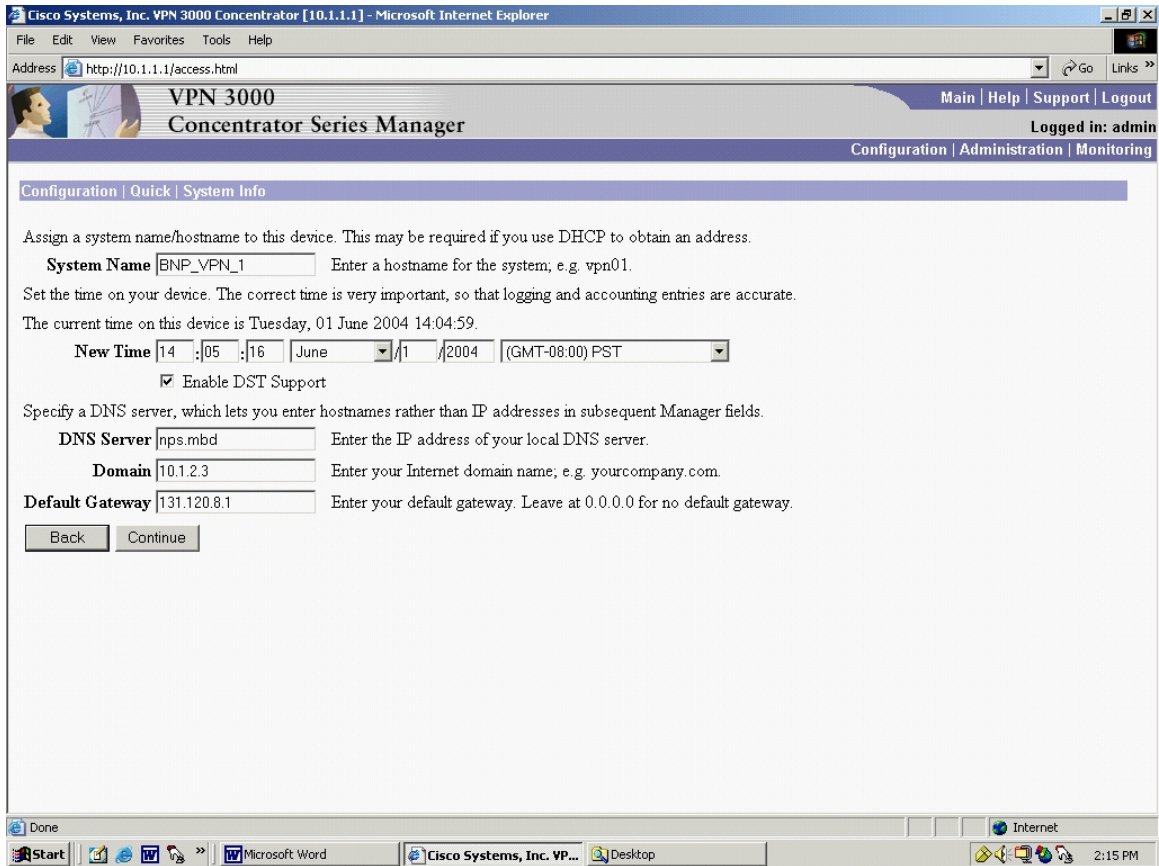 Cisco Systems, Inc. VPN 3000 Concentrator [10.1.1.1] - Microsoft Internet Explorer
File Edit View Favorites Tools Help
Address http://10.1.1.1/access.html Go Links »
VPN 3000
Concentrator Series Manager
Main | Help | Support | Logout
Logged in: admin
Configuration | Administration | Monitoring
Configuration | Quick | System Info
Assign a system name/hostname to this device. This may be required if you use DHCP to obtain an address.
System Name BNP_VPN_1 Enter a hostname for the system; e.g. vpn01.
Set the time on your device. The correct time is very important, so that logging and accounting entries are accurate.
The current time on this device is Tuesday, 01 June 2004 14:04:59.
New Time 14 : 05 : 16 June / 1 / 2004 (GMT-08:00) PST
Enable DST Support
Specify a DNS server, which lets you enter hostnames rather than IP addresses in subsequent Manager fields.
DNS Server nps.mbd Enter the IP address of your local DNS server.
Domain 10.1.2.3 Enter your Internet domain name; e.g. yourcompany.com.
Default Gateway 131.120.8.1 Enter your default gateway. Leave at 0.0.0.0 for no default gateway.
Back Continue
Done Internet
Start » Microsoft Word Cisco Systems, Inc. VP... Desktop 2:15 PM